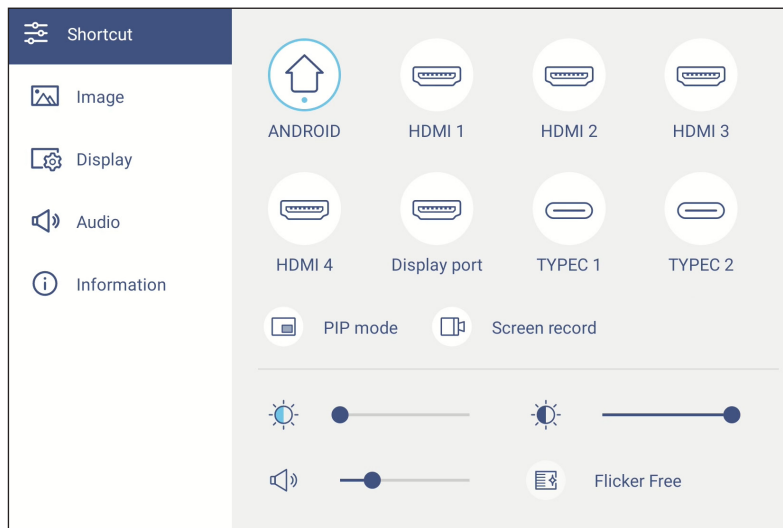 Shortcut
Image
Display
Audio
Information
ANDROID
HDMI 1
HDMI 2
HDMI 3
HDMI 4
Display port
TYPEC 1
TYPEC 2
PIP mode
Screen record
Flicker Free